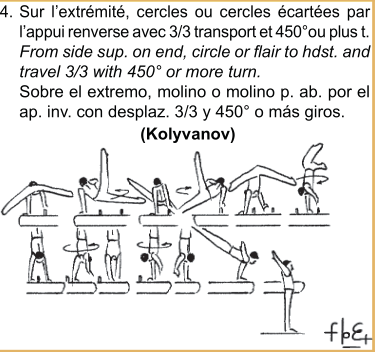 4. Sur l'extrémité, cercles ou cercles écartées par
l'appui renverse avec 3/3 transport et 450°ou plus t.
From side sup. on end, circle or flair to hdst. and
travel 3/3 with 450° or more turn.
Sobre el extremo, molino o molino p. ab. por el
ap. inv. con desplaz. 3/3 y 450° o más giros.
(Kolyvanov)